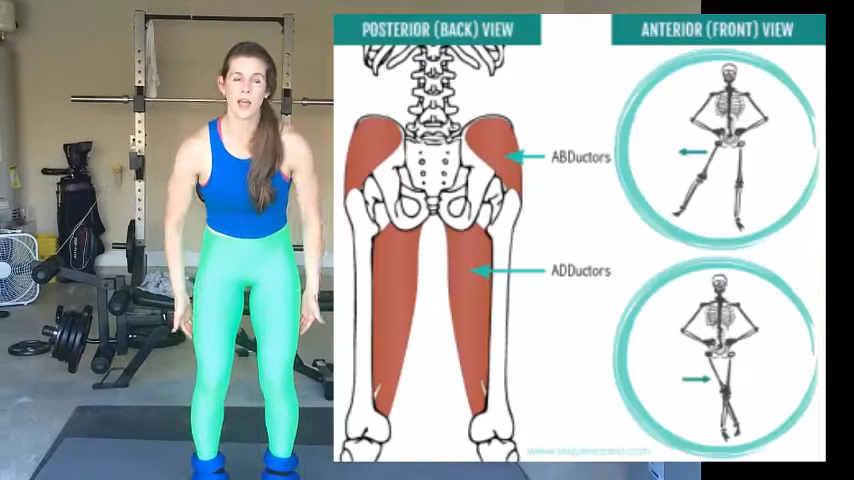 POSTERIOR (BACK) VIEW
ANTERIOR (FRONT) VIEW
ABDuctors
ADDuctors